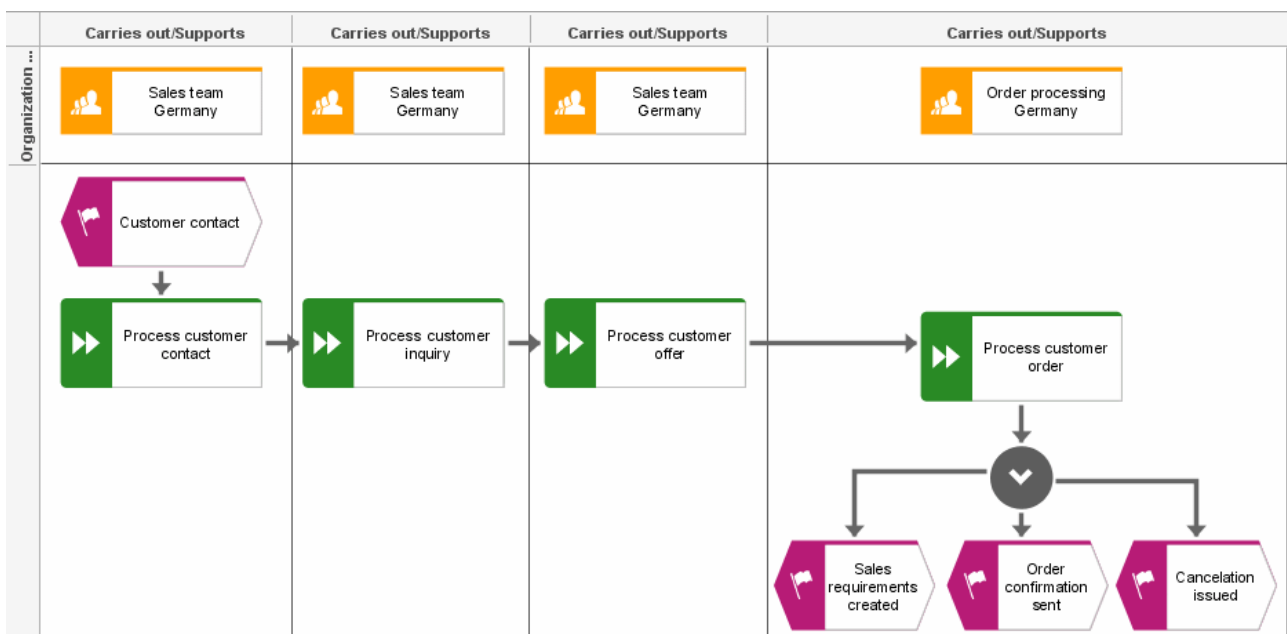 Carries out/Supports
Carries out/Supports
Carries out/Supports
Carries out/Supports
Organization ...
Sales team
Germany
Sales team
Germany
Sales team
Germany
Order processing
Germany
Customer contact
Process customer
contact
Process customer
inquiry
Process customer
offer
Process customer
order
Sales
requirements
created
Order
confirmation
sent
Cancelation
issued